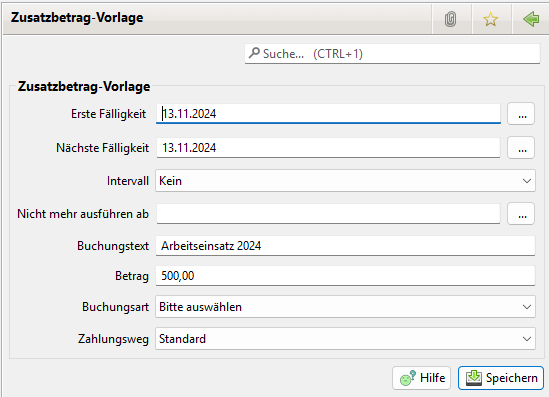 Zusatzbetrag-Vorlage
Suche... (CTRL+1)
Zusatzbetrag-Vorlage
Erste Fälligkeit 13.11.2024 ...
Nächste Fälligkeit 13.11.2024 ...
Intervall Kein
Nicht mehr ausführen ab ...
Buchungstext Arbeitseinsatz 2024
Betrag 500,00
Buchungsart Bitte auswählen
Zahlungsweg Standard
Hilfe Speichern